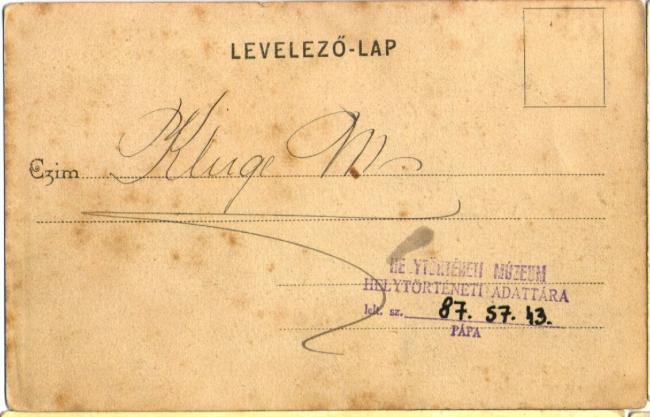 LEVELEZŐ-LAP
Czim Kluge M
HELYTÖRTÉNETI MÚZEUM
HELYTÖRTÉNETI ADATTÁRA
lelt. sz. 87. 57. 43.
PÁPA